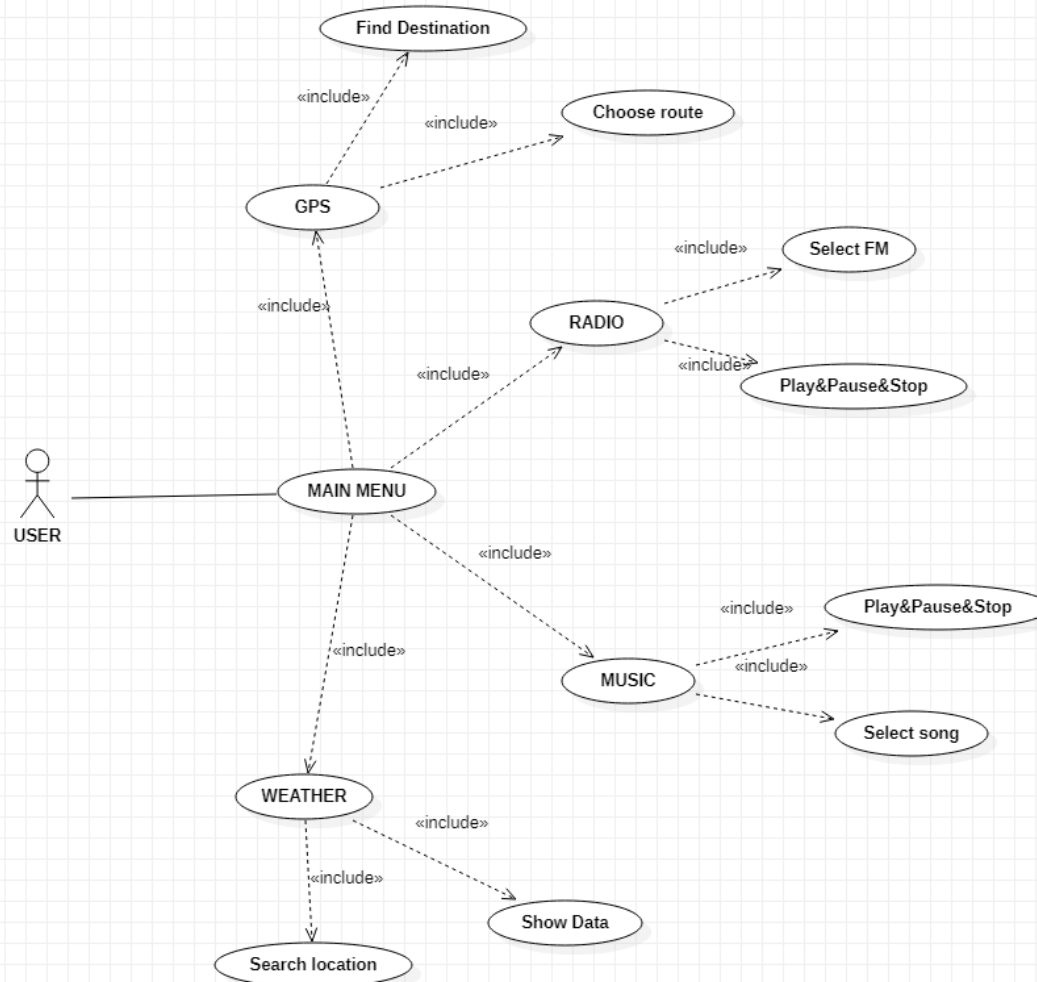 Find Destination
«include»
Choose route
«include»
GPS
Select FM
«include»
«include»
RADIO
«include»
«include»
Play&Pause&Stop
MAIN MENU
USER
«include»
Play&Pause&Stop
«include»
«include»
«include»
MUSIC
Select song
WEATHER
«include»
«include»
Show Data
Search location